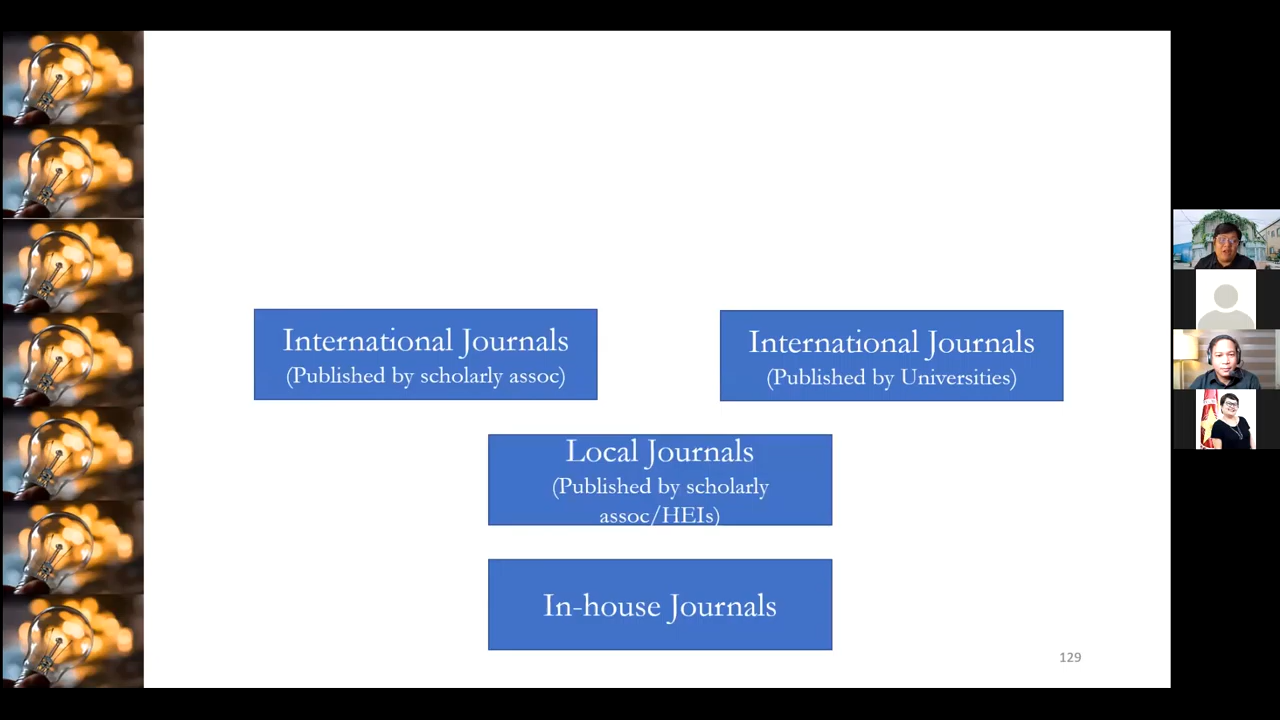 International Journals
(Published by scholarly assoc)
International Journals
(Published by Universities)
Local Journals
(Published by scholarly
assoc/HEIs)
In-house Journals
129